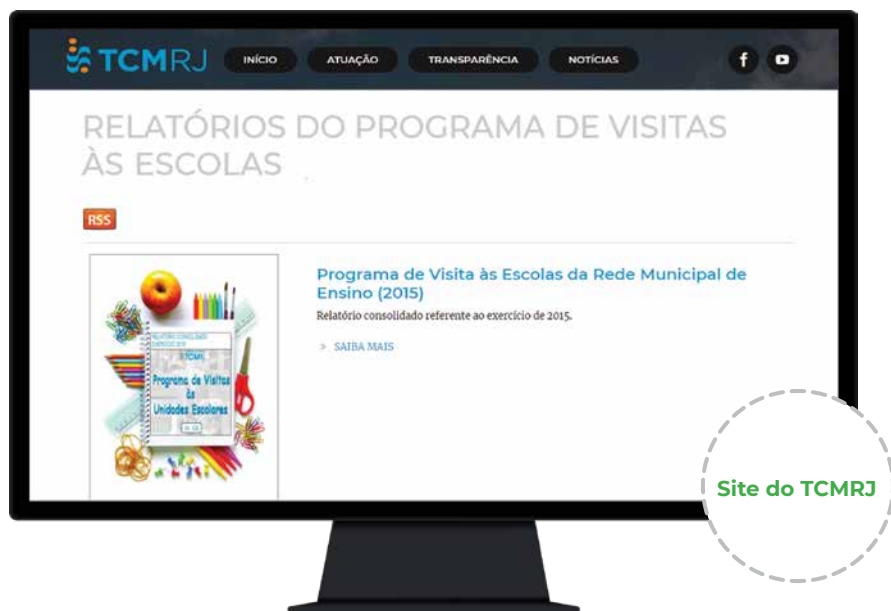 TCMRJ
INÍCIO
ATUAÇÃO
TRANSPARÊNCIA
NOTÍCIAS
f
RELATÓRIOS DO PROGRAMA DE VISITAS
ÀS ESCOLAS
RSS
Programa de Visita às Escolas da Rede Municipal de
Ensino (2015)
Relatório consolidado referente ao exercício de 2015.
» SAIBA MAIS
RELATÓRIO CONSOLIDADO
Programa de Visitas
às
Unidades Escolares
Site do TCMRJ